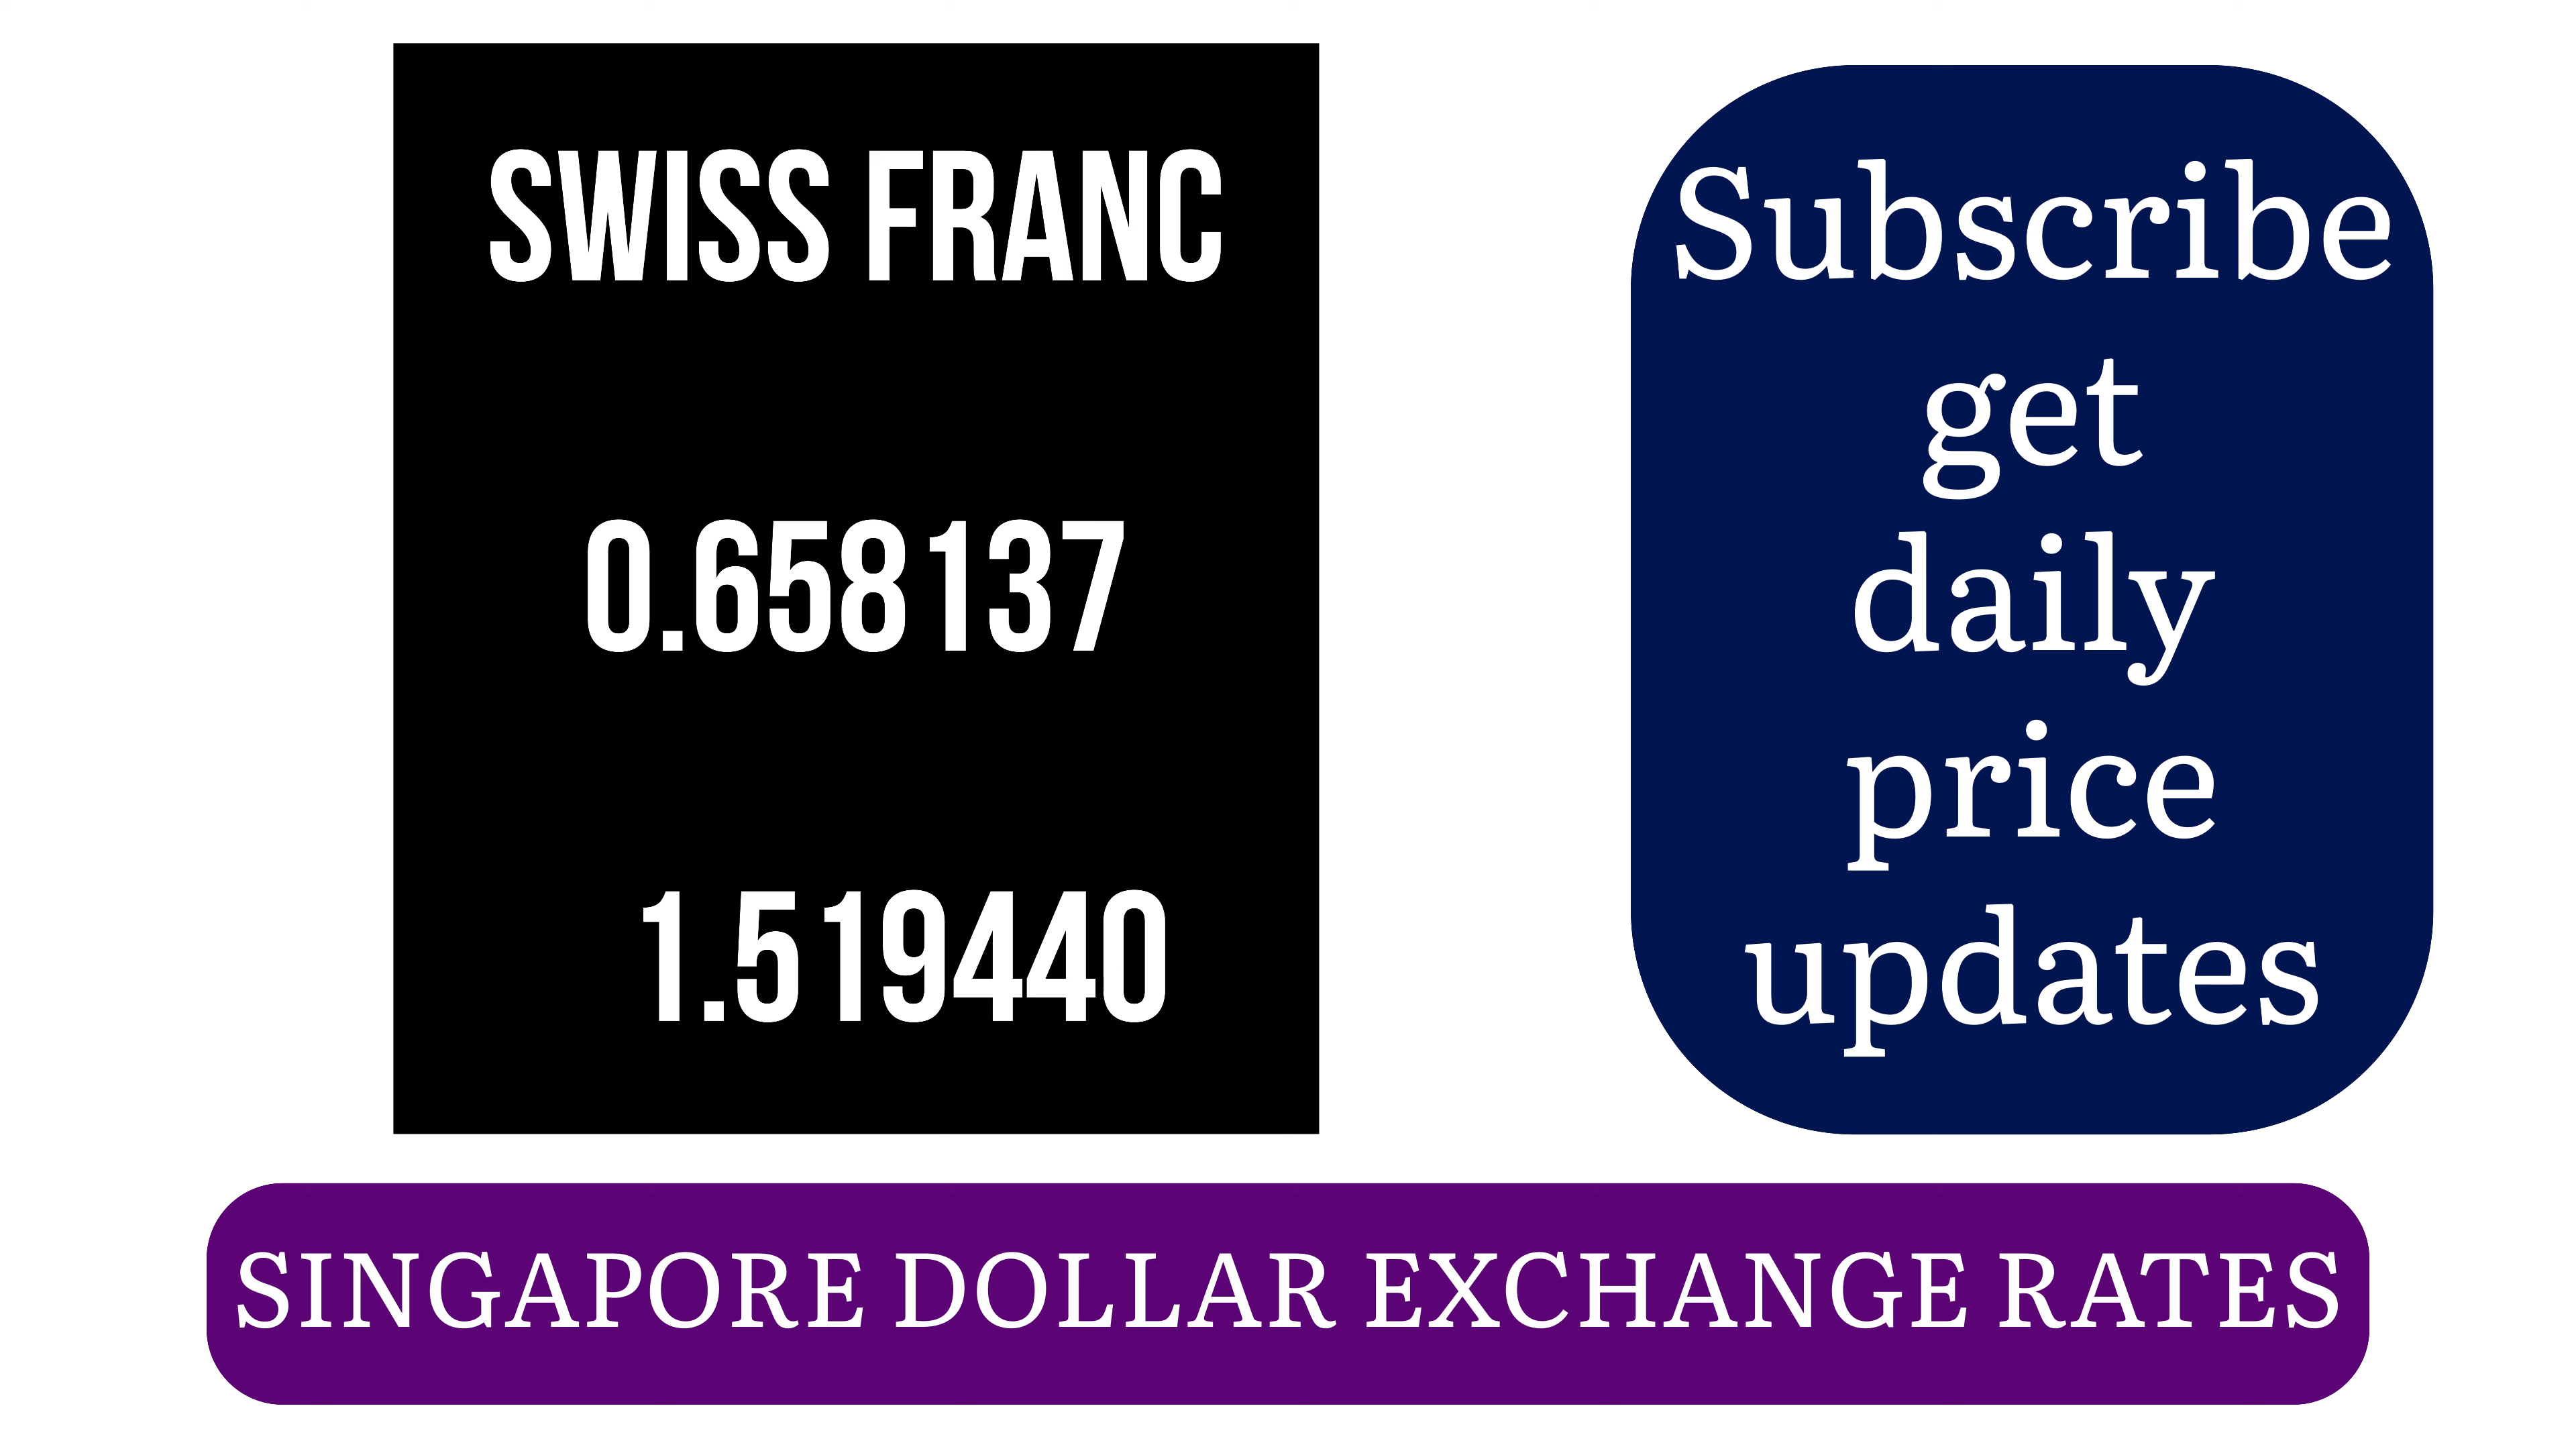 SWISS FRANC
0.658137
1.519440
Subscribe
get
daily
price
updates
SINGAPORE DOLLAR EXCHANGE RATES